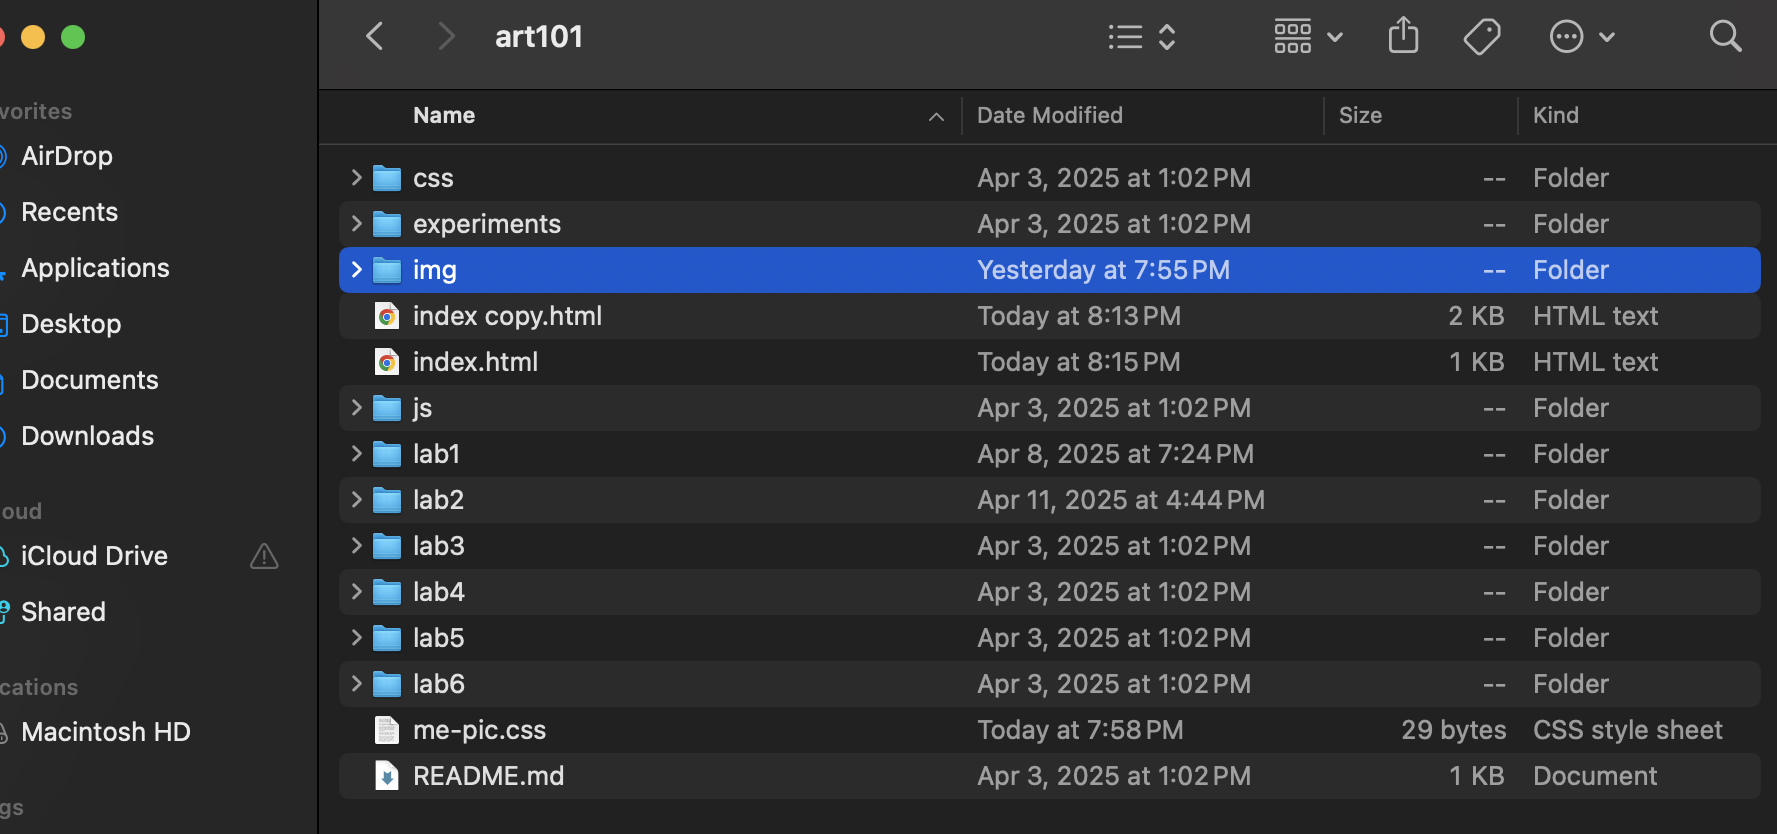 art101
vorites
AirDrop
Recents
Applications
Desktop
Documents
Downloads
oud
iCloud Drive
Shared
cations
Macintosh HD
gs
Name Date Modified Size Kind
css Apr 3, 2025 at 1:02 PM -- Folder
experiments Apr 3, 2025 at 1:02 PM -- Folder
img Yesterday at 7:55 PM -- Folder
index copy.html Today at 8:13 PM 2 KB HTML text
index.html Today at 8:15 PM 1 KB HTML text
js Apr 3, 2025 at 1:02 PM -- Folder
lab1 Apr 8, 2025 at 7:24 PM -- Folder
lab2 Apr 11, 2025 at 4:44 PM -- Folder
lab3 Apr 3, 2025 at 1:02 PM -- Folder
lab4 Apr 3, 2025 at 1:02 PM -- Folder
lab5 Apr 3, 2025 at 1:02 PM -- Folder
lab6 Apr 3, 2025 at 1:02 PM -- Folder
me-pic.css Today at 7:58 PM 29 bytes CSS style sheet
README.md Apr 3, 2025 at 1:02 PM 1 KB Document